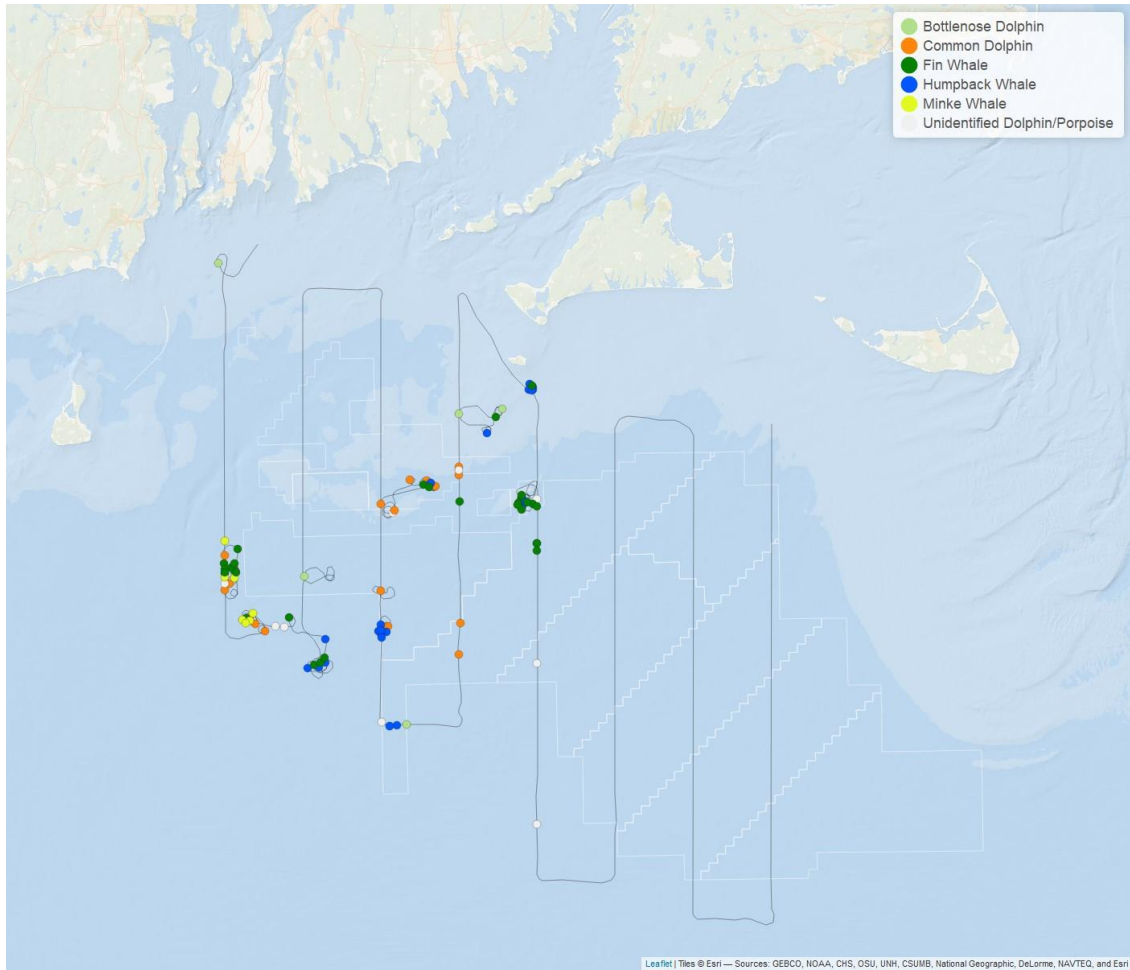 Bottlenose Dolphin
Common Dolphin
Fin Whale
Humpback Whale
Minke Whale
Unidentified Dolphin/Porpoise
Leaflet | Tiles © Esri — Sources: GEBCO, NOAA, CHS, OSU, UNH, CSUMB, National Geographic, DeLorme, NAVTEQ, and Esri